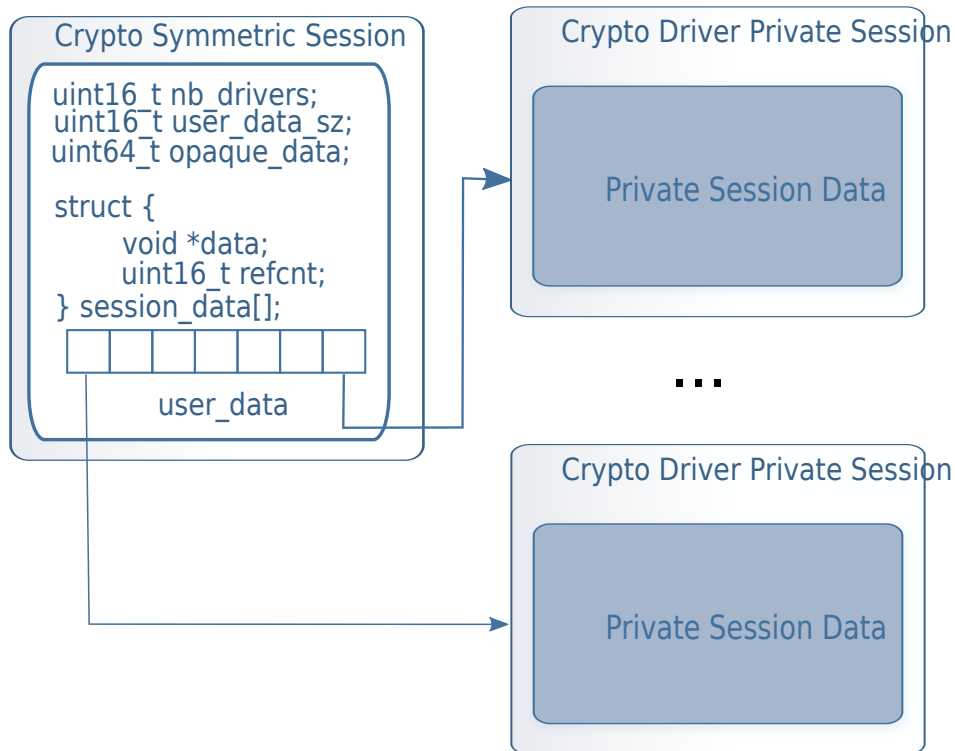 Crypto Symmetric Session
uint16_t nb_drivers;
uint16_t user_data_sz;
uint64_t opaque_data;
struct {
void *data;
uint16_t refcnt;
} session_data[];
user_data
Crypto Driver Private Session
Private Session Data
...
Crypto Driver Private Session
Private Session Data